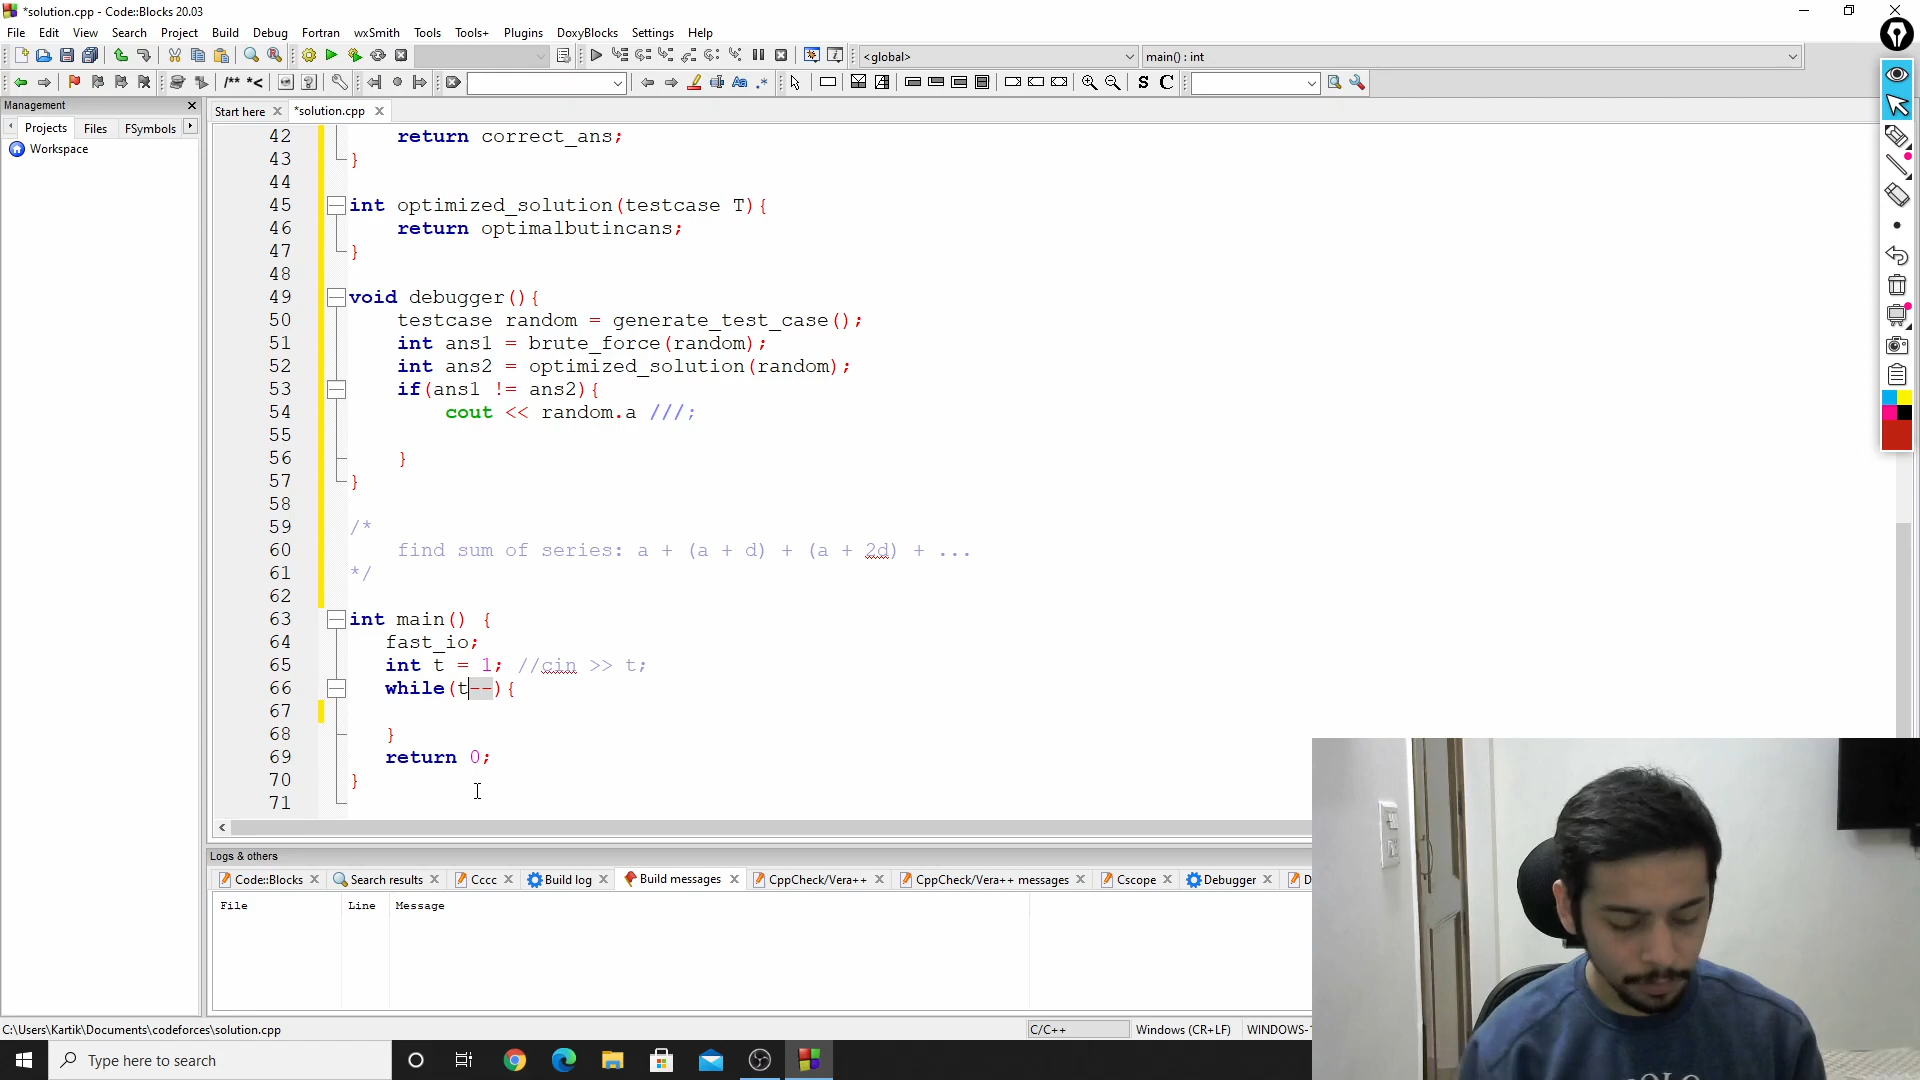 *solution.cpp - Code::Blocks 20.03
File Edit View Search Project Build Debug Fortran wxSmith Tools Tools+ Plugins DoxyBlocks Settings Help
<global> main() : int
/** *< S C
Management
Start here *solution.cpp
Projects Files FSymbols
Workspace
42 return correct_ans;
43 }
44
45 int optimized_solution(testcase T){
46 return optimalbutincans;
47 }
48
49 void debugger(){
50 testcase random = generate_test_case();
51 int ans1 = brute_force(random);
52 int ans2 = optimized_solution(random);
53 if(ans1 != ans2){
54 cout << random.a ///;
55
56 }
57 }
58
59 /*
60 find sum of series: a + (a + d) + (a + 2d) + ...
61 */
62
63 int main() {
64 fast_io;
65 int t = 1; //cin >> t;
66 while(t--){
67
68 }
69 return 0;
70 }
71
Logs & others
Code::Blocks Search results Cccc Build log Build messages CppCheck/Vera++ CppCheck/Vera++ messages Cscope Debugger D
File Line Message
C:\Users\Kartik\Documents\codeforces\solution.cpp C/C++ Windows (CR+LF) WINDOWS-1
Type here to search
POLO